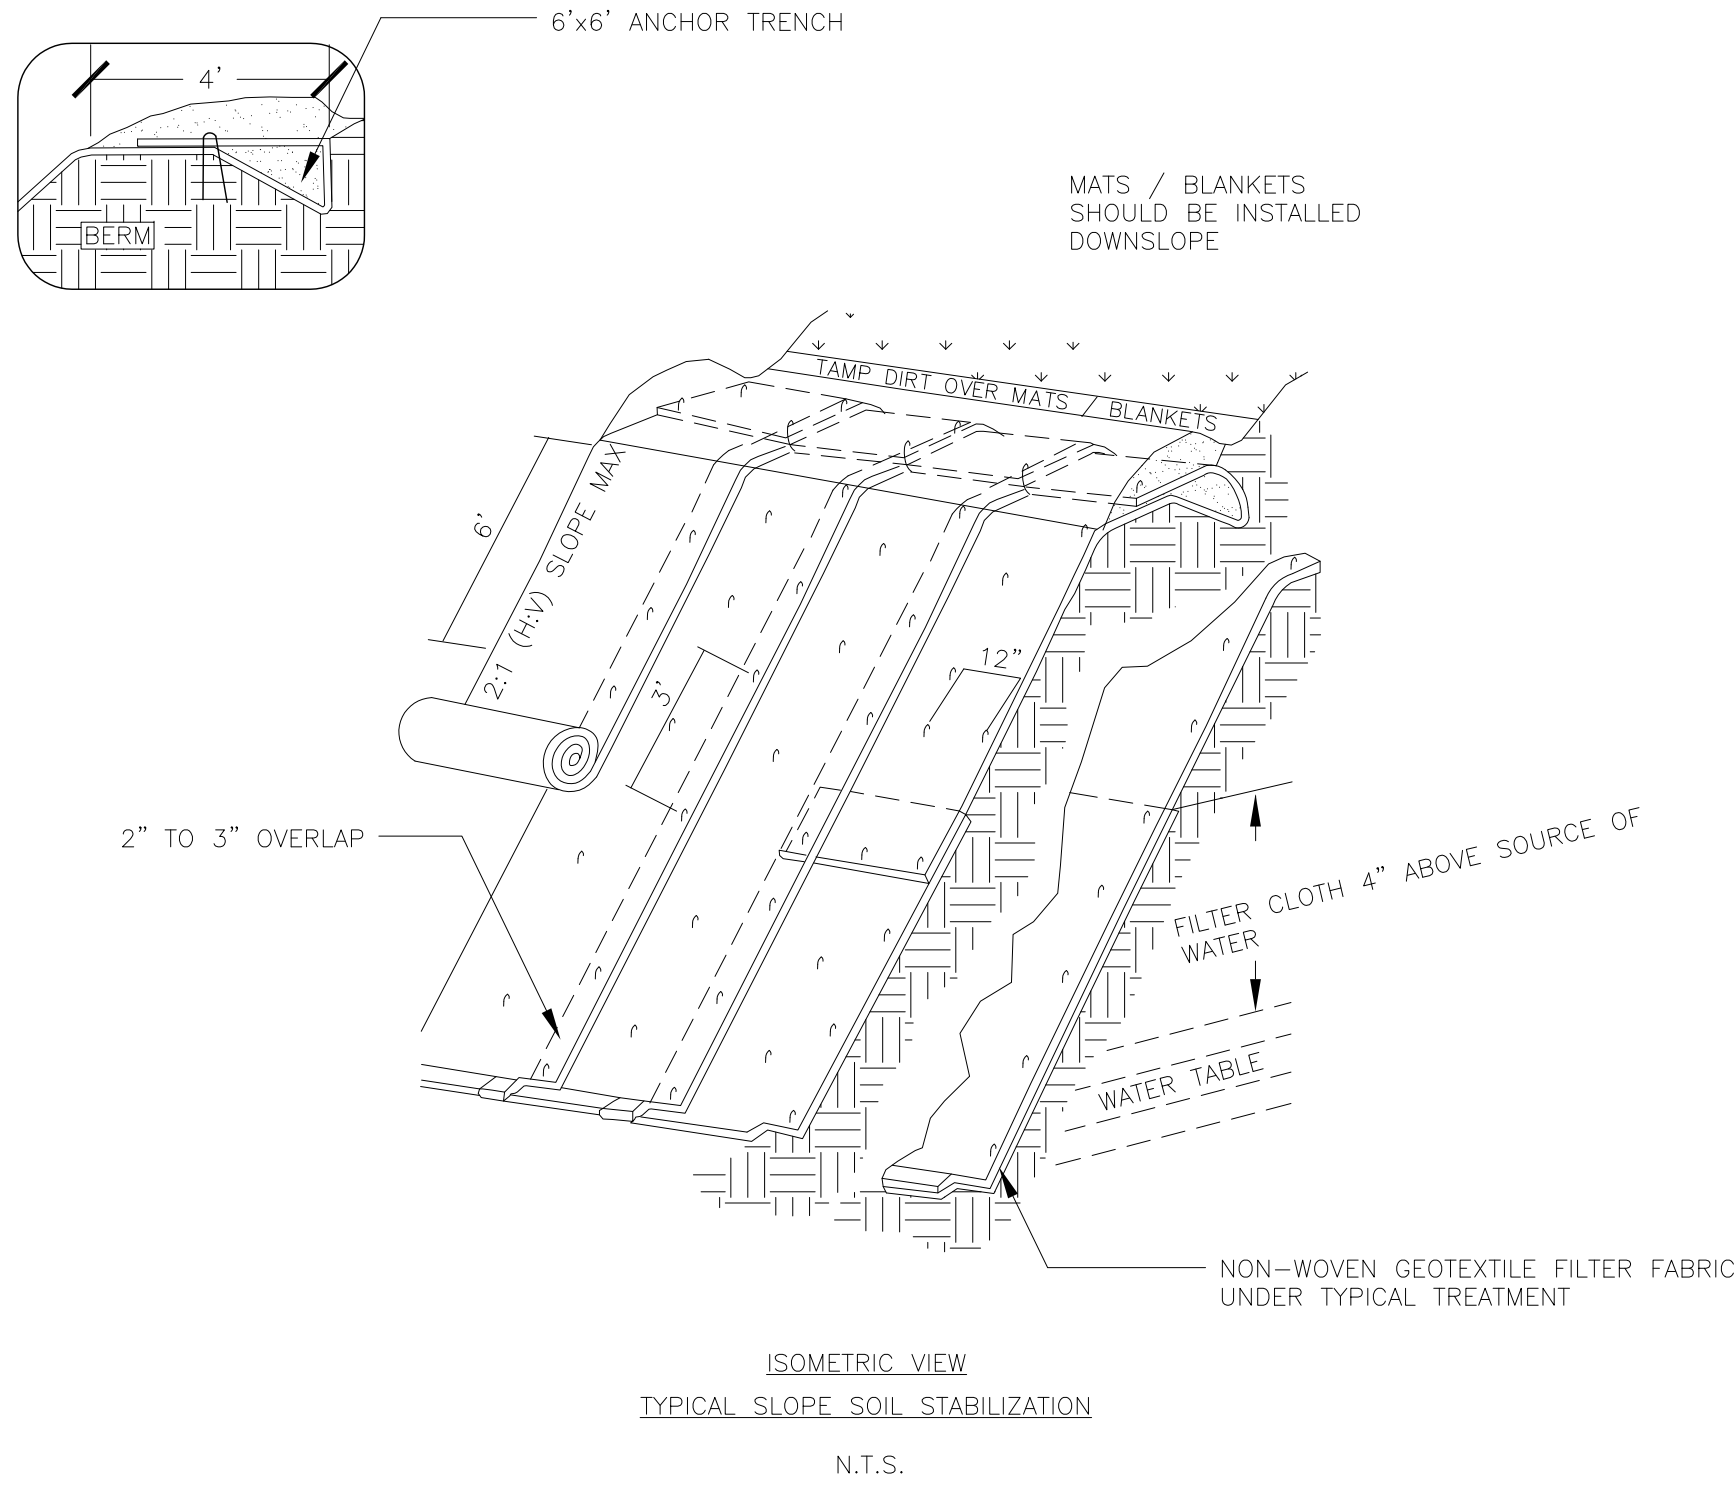 6'x6' ANCHOR TRENCH
4'
BERM
MATS / BLANKETS
SHOULD BE INSTALLED
DOWNSLOPE
TAMP DIRT OVER MATS / BLANKETS
6'
2:1 (H:V) SLOPE MAX
12"
3'
2" TO 3" OVERLAP
FILTER CLOTH 4" ABOVE SOURCE OF
WATER
WATER TABLE
NON-WOVEN GEOTEXTILE FILTER FABRIC
UNDER TYPICAL TREATMENT
ISOMETRIC VIEW
TYPICAL SLOPE SOIL STABILIZATION
N.T.S.